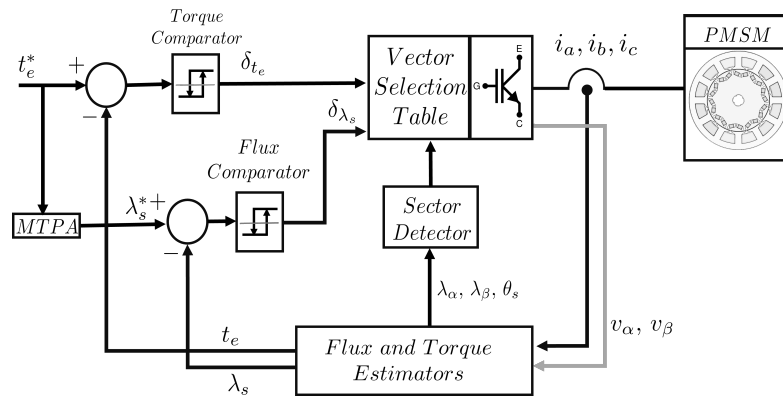 Torque
Comparator
t_e^*
+
−
δ_{t_e}
Vector
Selection
Table
E
G
C
i_a, i_b, i_c
PMSM
δ_{λ_s}
Flux
Comparator
MTPA
λ_s^*
+
−
Sector
Detector
λ_α, λ_β, θ_s
v_α, v_β
t_e
λ_s
Flux and Torque
Estimators